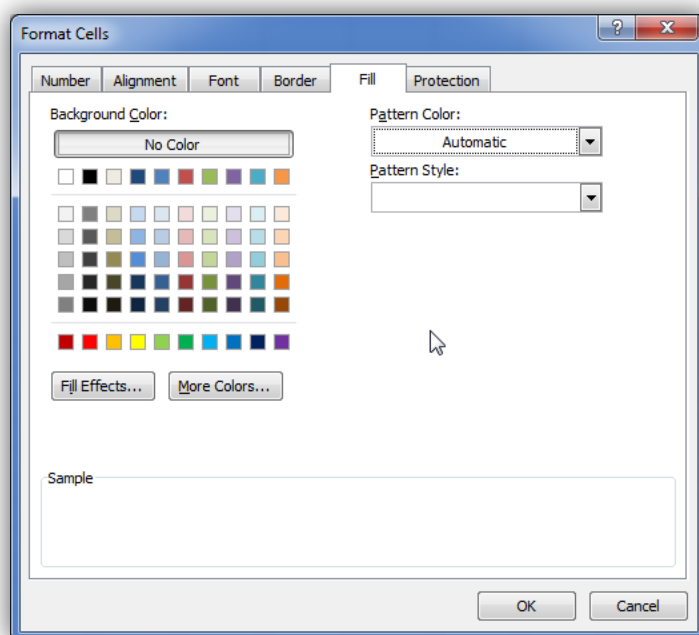 Format Cells
?
Number Alignment Font Border Fill Protection
Background Color:
No Color
Fill Effects... More Colors...
Pattern Color:
Automatic
Pattern Style:
Sample
OK Cancel